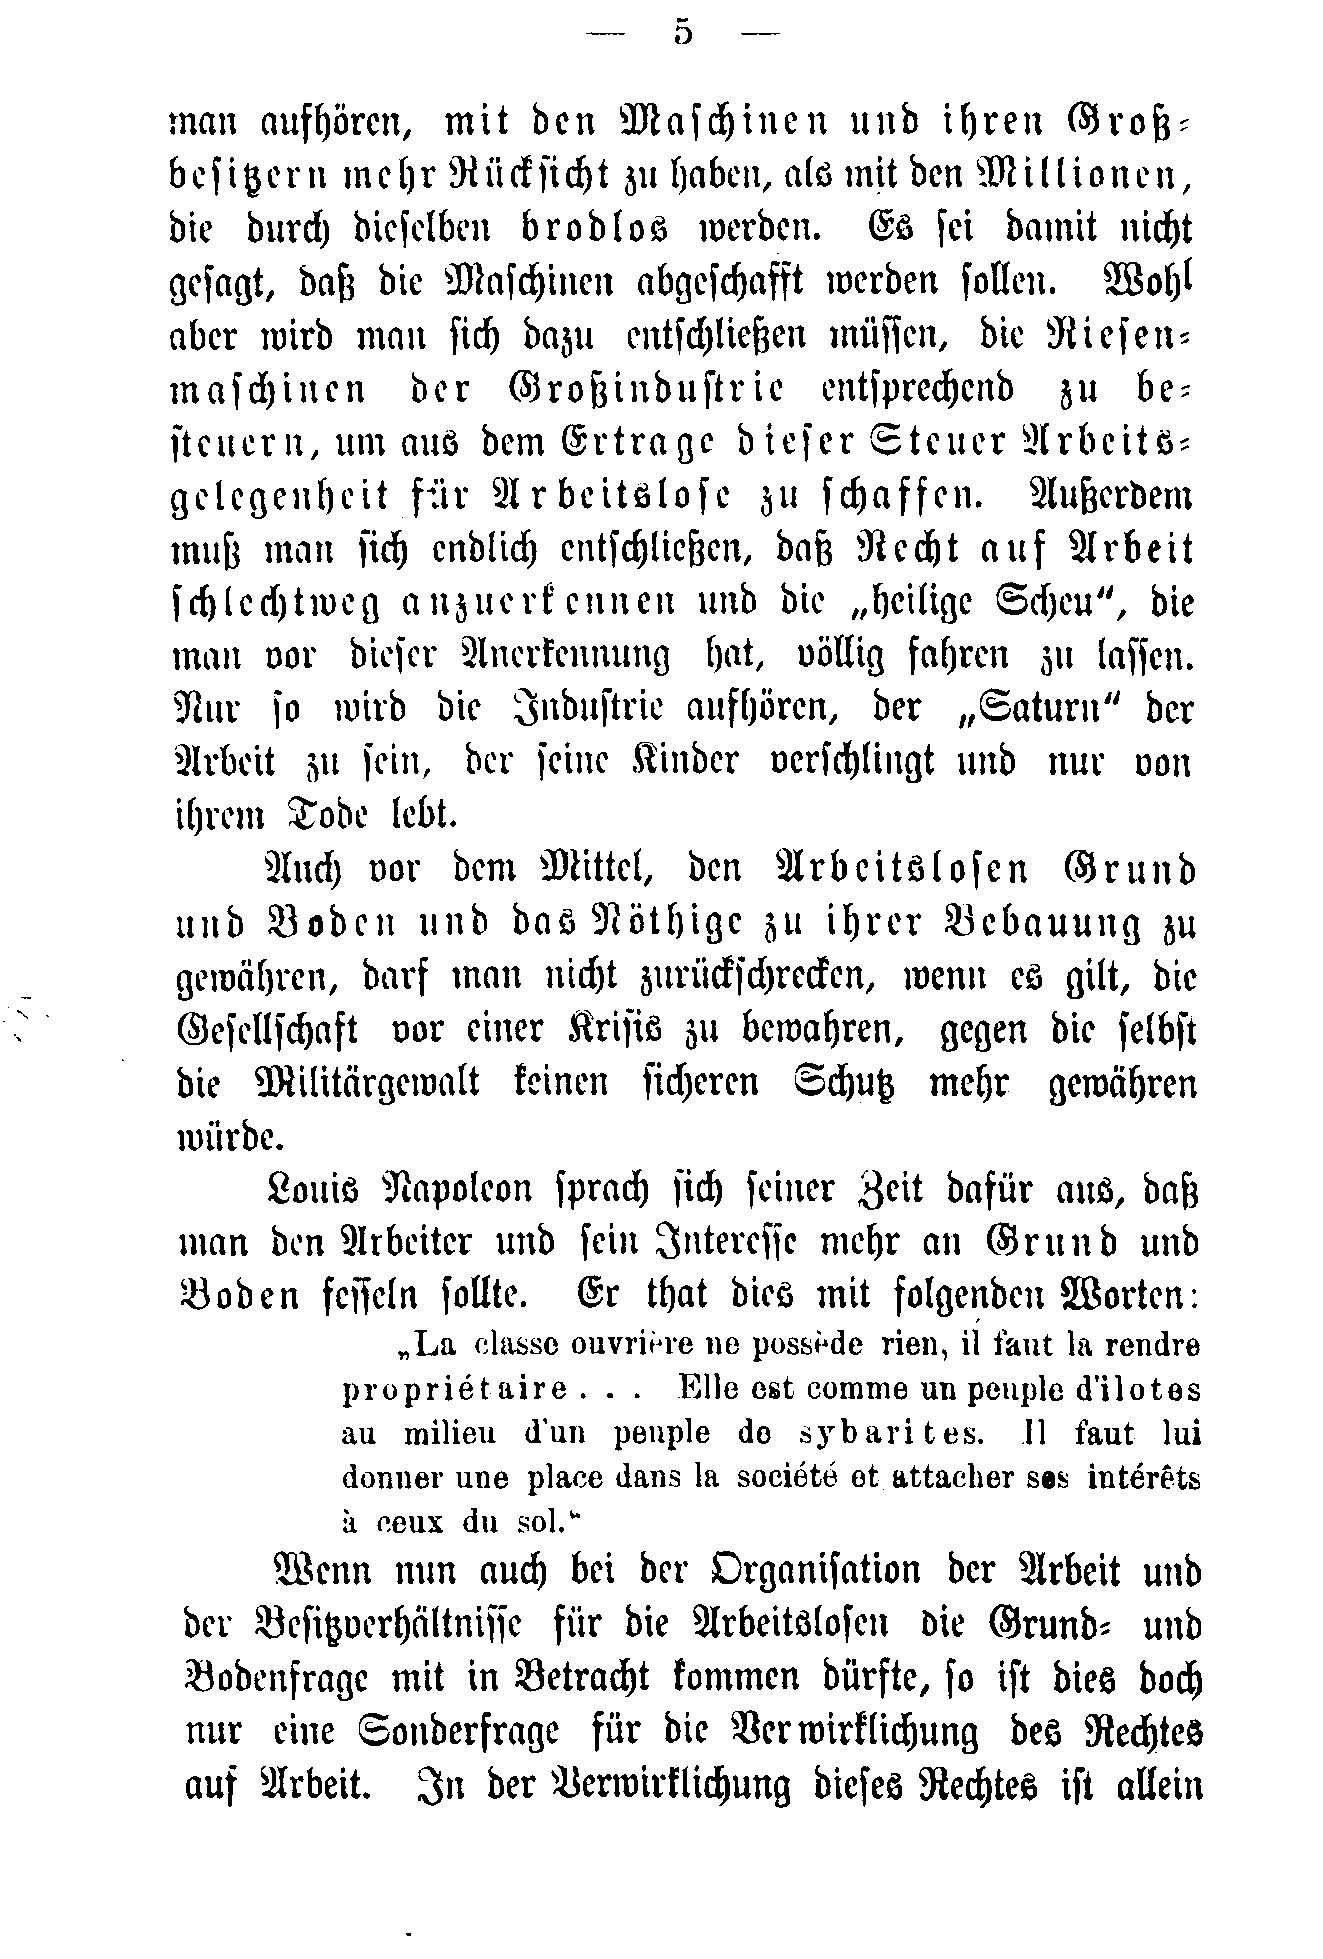 — 5 —
man aufhören, mit den Maschinen und ihren Groß-
besitzern mehr Rücksicht zu haben, als mit den Millionen,
die durch dieselben brodlos werden. Es sei damit nicht
gesagt, daß die Maschinen abgeschafft werden sollen. Wohl
aber wird man sich dazu entschließen müssen, die Riesen-
maschinen der Großindustrie entsprechend zu be-
steuern, um aus dem Ertrage dieser Steuer Arbeits-
gelegenheit für Arbeitslose zu schaffen. Außerdem
muß man sich endlich entschließen, daß Recht auf Arbeit
schlechtweg anzuerkennen und die „heilige Scheu“, die
man vor dieser Anerkennung hat, völlig fahren zu lassen.
Nur so wird die Industrie aufhören, der „Saturn“ der
Arbeit zu sein, der seine Kinder verschlingt und nur von
ihrem Tode lebt.
Auch vor dem Mittel, den Arbeitslosen Grund
und Boden und das Nöthige zu ihrer Bebauung zu
gewähren, darf man nicht zurückschrecken, wenn es gilt, die
Gesellschaft vor einer Krisis zu bewahren, gegen die selbst
die Militärgewalt keinen sicheren Schutz mehr gewähren
würde.
Louis Napoleon sprach sich seiner Zeit dafür aus, daß
man den Arbeiter und sein Interesse mehr an Grund und
Boden fesseln sollte. Er that dies mit folgenden Worten:
„La classe ouvrière ne possède rien, il faut la rendre
propriétaire . . . Elle est comme un peuple d'ilotes
au milieu d'un peuple de sybarites. Il faut lui
donner une place dans la société et attacher ses intérêts
à ceux du sol.“
Wenn nun auch bei der Organisation der Arbeit und
der Besitzverhältnisse für die Arbeitslosen die Grund- und
Bodenfrage mit in Betracht kommen dürfte, so ist dies doch
nur eine Sonderfrage für die Verwirklichung des Rechtes
auf Arbeit. In der Verwirklichung dieses Rechtes ist allein